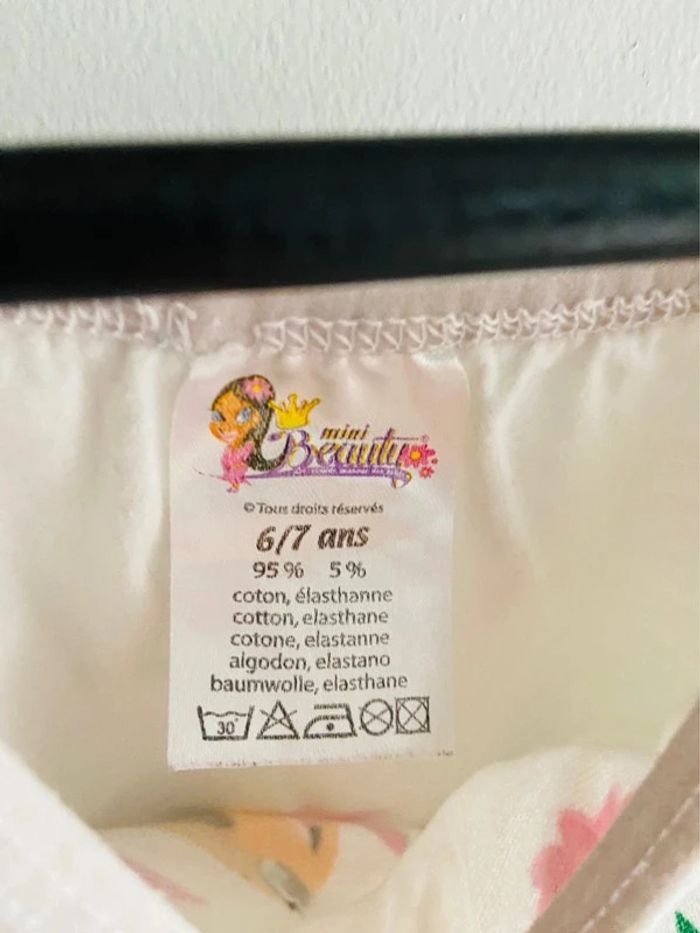 mini
Beauty
© Tous droits réservés
6/7 ans
95 % 5 %
coton, élasthanne
cotton, elasthane
cotone, elastanne
algodon, elastano
baumwolle, elasthane
30°